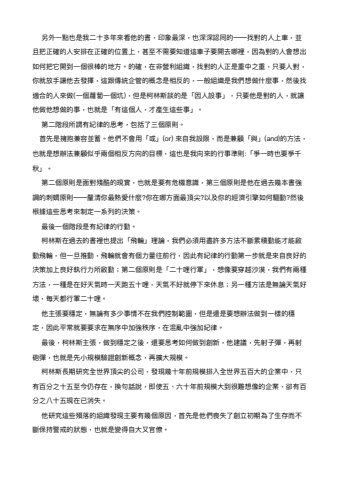 另外一點也是我二十多年來看他的書，印象最深，也深深認同的──找對的人上車，並
且把正確的人安排在正確的位置上，甚至不需要知道這車子要開去哪裡，因為對的人會想出
如何把它開到一個很棒的地方。的確，在非營利組織，找對的人正是重中之重，只要人對，
你就放手讓他去發揮，這跟傳統企管的概念是相反的，一般組織是我們想做什麼事，然後找
適合的人來做(一個蘿蔔一個坑)，但是柯林斯談的是「因人設事」，只要他是對的人，就讓
他做他想做的事，也就是「有這個人，才產生這些事」。
第二階段所謂有紀律的思考，包括了三個原則。
首先是擁抱兼容並蓄。他們不會用「或」(or) 來自我設限，而是兼顧「與」(and)的方法，
也就是想辦法兼顧似乎兩個相反方向的目標，這也是我向來的行事準則:「爭一時也要爭千
秋」。
第二個原則是面對殘酷的現實，也就是要有危機意識，第三個原則是他在過去幾本書強
調的刺蝟原則──釐清你最熱愛什麼?你在哪方面最頂尖?以及你的經濟引擎如何驅動?然後
根據這些思考來制定一系列的決策。
最後一個階段是有紀律的行動。
柯林斯在過去的書裡也提出「飛輪」理論，我們必須用盡許多方法不斷累積動能才能啟
動飛輪，但一旦推動，飛輪就會有個力量往前行，因此有紀律的行動第一步就是來自良好的
決策加上良好執行力所啟動；第二個原則是「二十哩行軍」，想像要穿越沙漠，我們有兩種
方法，一種是在好天氣時一天跑五十哩，天氣不好就停下來休息；另一種方法是無論天氣好
壞，每天都行軍二十哩。
他主張要穩定，無論有多少事情不在我們控制範圍，但是還是要想辦法做到一樣的穩
定，因此平常就要要求在無序中加強秩序，在混亂中強加紀律。
最後，柯林斯主張，做到穩定之後，還要思考如何做到創新，他建議，先射子彈，再射
砲彈，也就是先小規模驗證創新概念，再擴大規模。
柯林斯長期研究全世界頂尖的公司，發現幾十年前規模排入全世界五百大的企業中，只
有百分之十五至今仍存在，換句話說，即使五、六十年前規模大到很難想像的企業，卻有百
分之八十五現在已消失。
他研究這些殞落的組織發現主要有幾個原因，首先是他們喪失了創立初期為了生存而不
斷保持警戒的狀態，也就是變得自大又官僚。